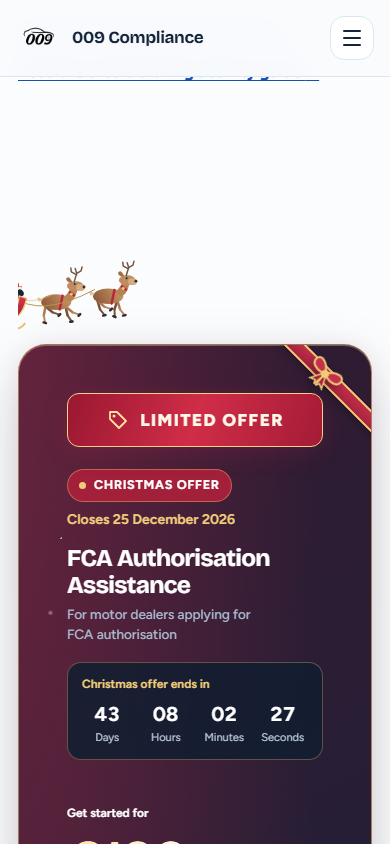 009
009 Compliance
LIMITED OFFER
CHRISTMAS OFFER
Closes 25 December 2026
FCA Authorisation
Assistance
For motor dealers applying for
FCA authorisation
Christmas offer ends in
43 08 02 27
Days Hours Minutes Seconds
Get started for